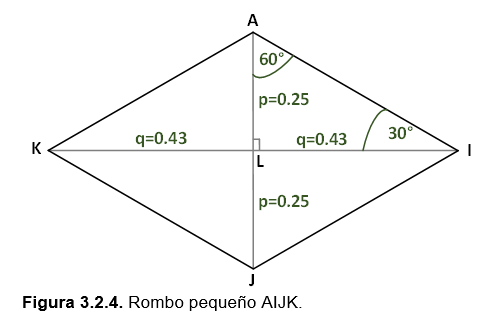 A
60°
p=0.25
K
q=0.43
q=0.43
30°
I
L
p=0.25
J
Figura 3.2.4. Rombo pequeño AIJK.